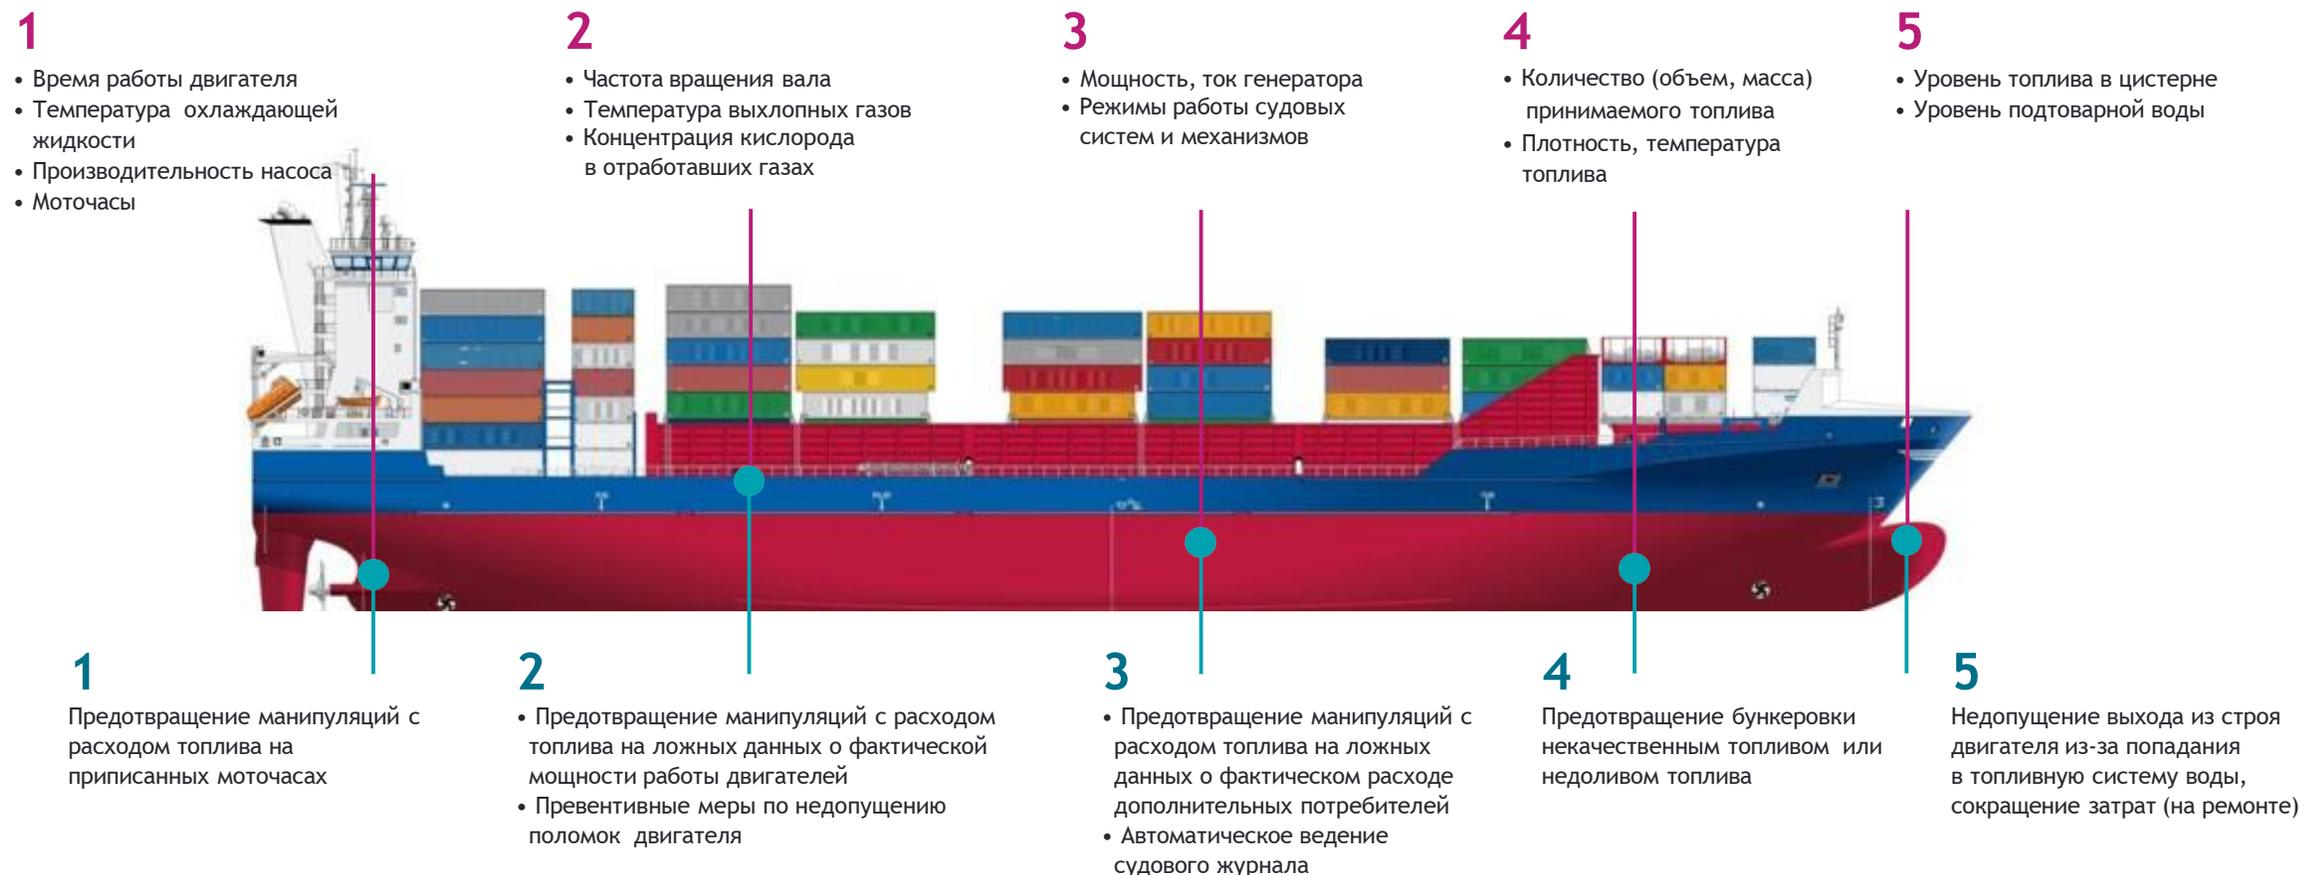 1
• Время работы двигателя
• Температура охлаждающей
жидкости
• Производительность насоса
• Моточасы
2
• Частота вращения вала
• Температура выхлопных газов
• Концентрация кислорода
в отработавших газах
3
• Мощность, ток генератора
• Режимы работы судовых
систем и механизмов
4
• Количество (объем, масса)
принимаемого топлива
• Плотность, температура
топлива
5
• Уровень топлива в цистерне
• Уровень подтоварной воды
1
Предотвращение манипуляций с
расходом топлива на
приписанных моточасах
2
• Предотвращение манипуляций с расходом
топлива на ложных данных о фактической
мощности работы двигателей
• Превентивные меры по недопущению
поломок двигателя
3
• Предотвращение манипуляций с
расходом топлива на ложных
данных о фактическом расходе
дополнительных потребителей
• Автоматическое ведение
судового журнала
4
Предотвращение бункеровки
некачественным топливом или
недоливом топлива
5
Недопущение выхода из строя
двигателя из-за попадания
в топливную систему воды,
сокращение затрат (на ремонте)